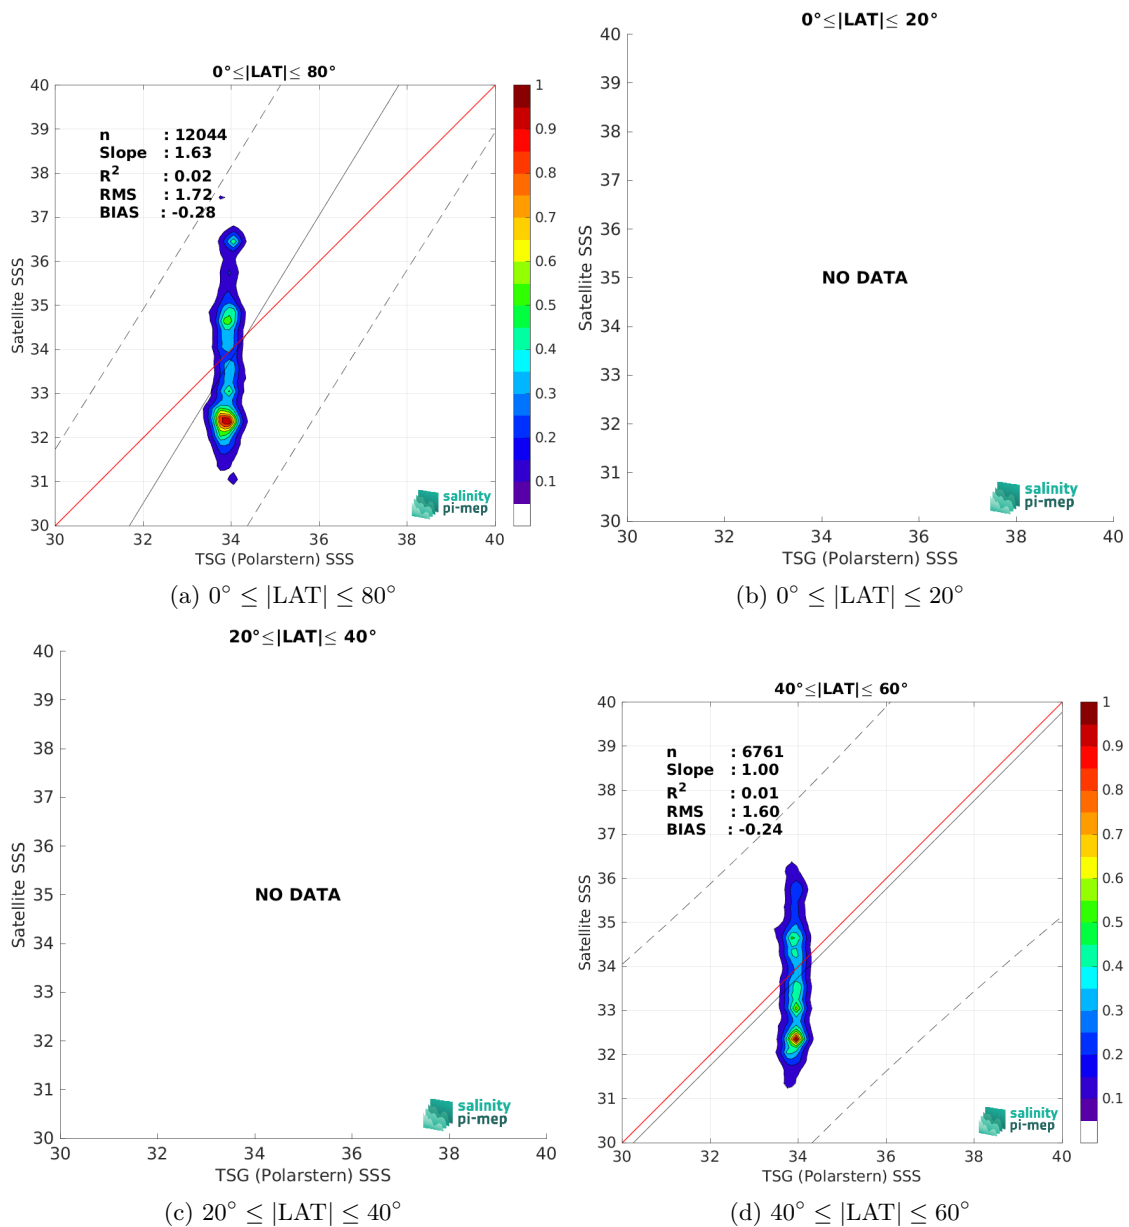 0°≤|LAT|≤ 80°
40
39
38
37
36
35
34
33
32
31
30
Satellite SSS
n : 12044
Slope : 1.63
R² : 0.02
RMS : 1.72
BIAS : -0.28
salinity
pi-mep
30 32 34 36 38 40
TSG (Polarstern) SSS
1
0.9
0.8
0.7
0.6
0.5
0.4
0.3
0.2
0.1
(a) 0° ≤ |LAT| ≤ 80°
0°≤|LAT|≤ 20°
40
39
38
37
36
35
34
33
32
31
30
Satellite SSS
NO DATA
salinity
pi-mep
30 32 34 36 38 40
TSG (Polarstern) SSS
(b) 0° ≤ |LAT| ≤ 20°
20°≤|LAT|≤ 40°
40
39
38
37
36
35
34
33
32
31
30
Satellite SSS
NO DATA
salinity
pi-mep
30 32 34 36 38 40
TSG (Polarstern) SSS
(c) 20° ≤ |LAT| ≤ 40°
40°≤|LAT|≤ 60°
40
39
38
37
36
35
34
33
32
31
30
Satellite SSS
n : 6761
Slope : 1.00
R² : 0.01
RMS : 1.60
BIAS : -0.24
salinity
pi-mep
30 32 34 36 38 40
TSG (Polarstern) SSS
1
0.9
0.8
0.7
0.6
0.5
0.4
0.3
0.2
0.1
(d) 40° ≤ |LAT| ≤ 60°